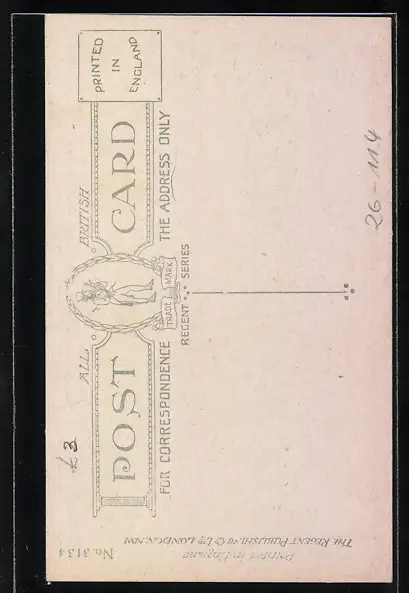 PRINTED
IN
ENGLAND
ALL BRITISH
POST CARD
TRADE MARK
FOR CORRESPONDENCE THE ADDRESS ONLY
REGENT SERIES
£3
26-114
No. 3134
Printed in England
THE REGENT PUBLISHING Co LTD LONDON. NW1